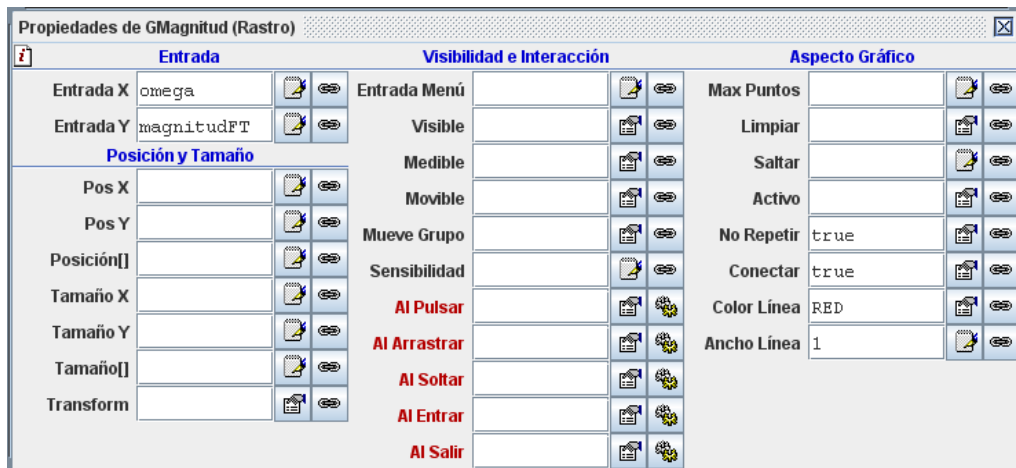 Propiedades de GMagnitud (Rastro)
Entrada
Entrada X omega
Entrada Y magnitudFT
Posición y Tamaño
Pos X
Pos Y
Posición[]
Tamaño X
Tamaño Y
Tamaño[]
Transform
Visibilidad e Interacción
Entrada Menú
Visible
Medible
Movible
Mueve Grupo
Sensibilidad
Al Pulsar
Al Arrastrar
Al Soltar
Al Entrar
Al Salir
Aspecto Gráfico
Max Puntos
Limpiar
Saltar
Activo
No Repetir true
Conectar true
Color Línea RED
Ancho Línea 1